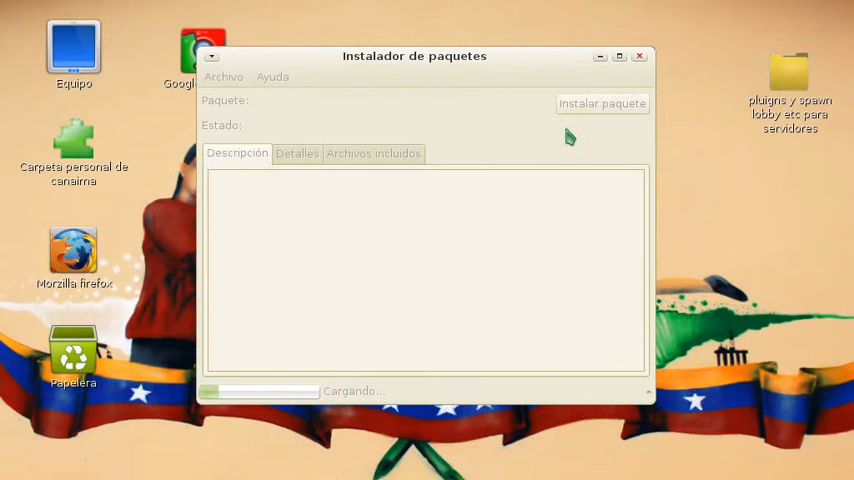 Instalador de paquetes
Archivo Ayuda
Paquete:
Instalar paquete
Estado:
Descripción Detalles Archivos incluidos
Cargando...
Equipo
Carpeta personal de
canaima
Morzilla firefox
Papelera
pluigns y spawn
lobby etc para
servidores